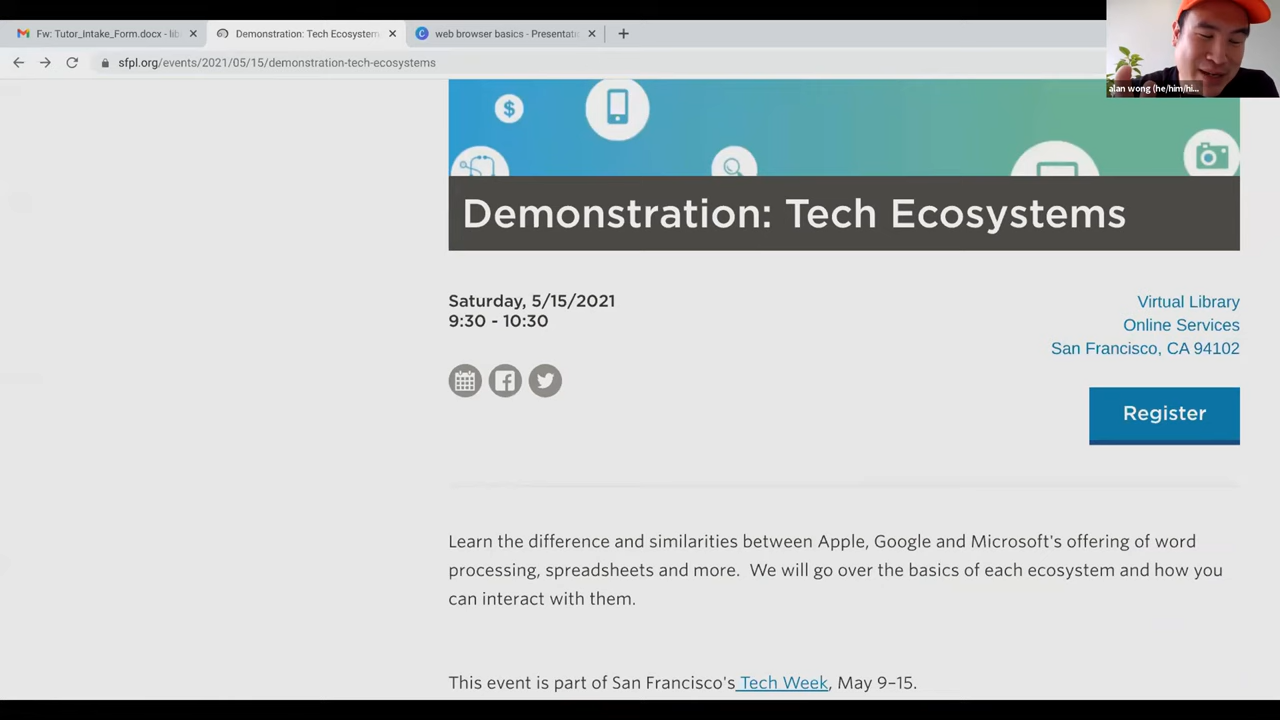 Fw: Tutor_Intake_Form.docx - lib
Demonstration: Tech Ecosystem
web browser basics - Presentatio
sfpl.org/events/2021/05/15/demonstration-tech-ecosystems
alan wong (he/him/hi...
$
Demonstration: Tech Ecosystems
Saturday, 5/15/2021
9:30 - 10:30
Virtual Library
Online Services
San Francisco, CA 94102
Register
Learn the difference and similarities between Apple, Google and Microsoft's offering of word
processing, spreadsheets and more.  We will go over the basics of each ecosystem and how you
can interact with them.
This event is part of San Francisco's Tech Week, May 9–15.